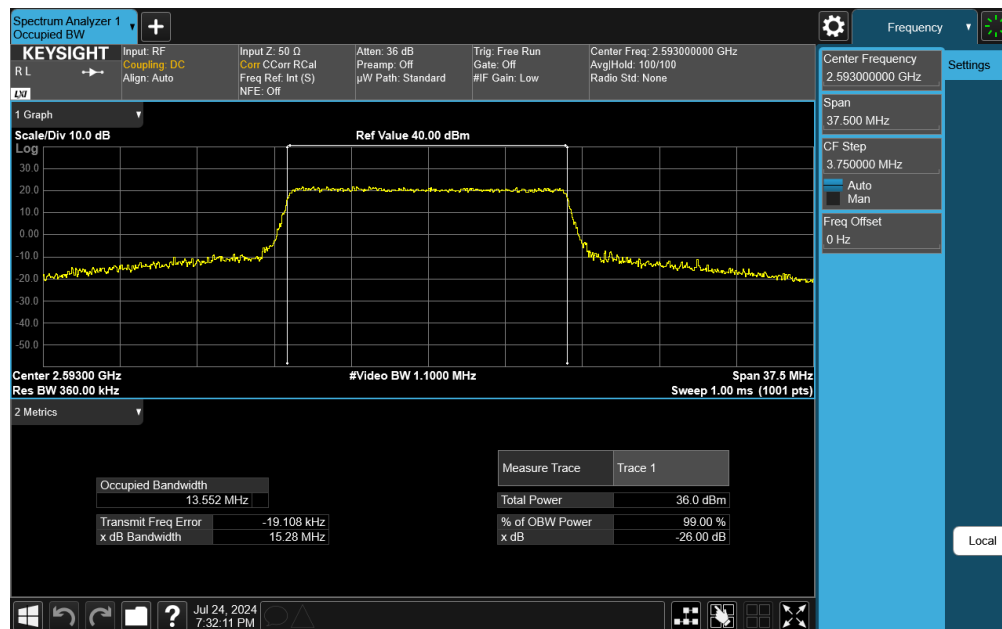 Spectrum Analyzer 1
Occupied BW
+
Frequency
KEYSIGHT
R L
LXI
Input: RF
Coupling: DC
Align: Auto
Input Z: 50 Ω
Corr CCorr RCal
Freq Ref: Int (S)
NFE: Off
Atten: 36 dB
Preamp: Off
µW Path: Standard
Trig: Free Run
Gate: Off
#IF Gain: Low
Center Freq: 2.593000000 GHz
Avg|Hold: 100/100
Radio Std: None
Center Frequency
2.593000000 GHz
Settings
Span
37.500 MHz
CF Step
3.750000 MHz
Auto
Man
Freq Offset
0 Hz
Local
1 Graph
Scale/Div 10.0 dB
Ref Value 40.00 dBm
Log
30.0
20.0
10.0
0.00
-10.0
-20.0
-30.0
-40.0
-50.0
Center 2.59300 GHz
#Video BW 1.1000 MHz
Span 37.5 MHz
Res BW 360.00 kHz
Sweep 1.00 ms (1001 pts)
2 Metrics
Occupied Bandwidth
13.552 MHz
Transmit Freq Error -19.108 kHz
x dB Bandwidth 15.28 MHz
Measure Trace Trace 1
Total Power 36.0 dBm
% of OBW Power 99.00 %
x dB -26.00 dB
?
Jul 24, 2024
7:32:11 PM